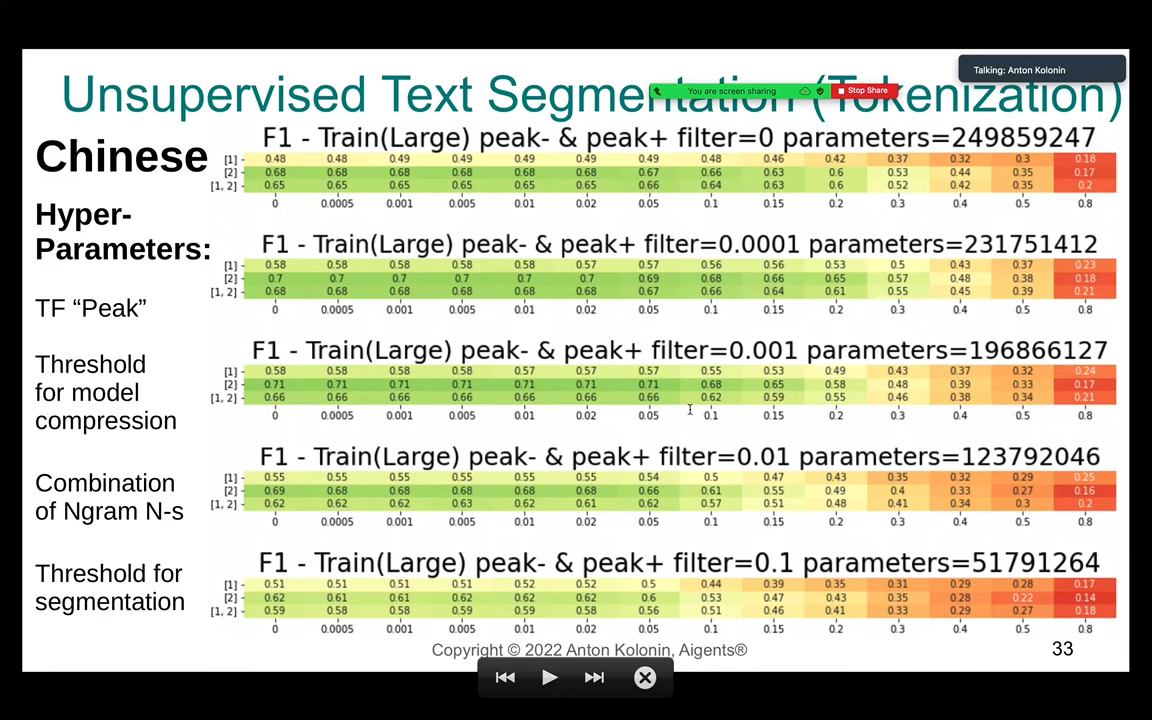 Talking: Anton Kolonin
You are screen sharing
Stop Share
Unsupervised Text Segmentation (Tokenization)
Chinese
Hyper-
Parameters:
TF “Peak”
Threshold
for model
compression
Combination
of Ngram N-s
Threshold for
segmentation
F1 - Train(Large) peak- & peak+ filter=0 parameters=249859247
[1] 0.48 0.48 0.49 0.49 0.49 0.49 0.49 0.48 0.46 0.42 0.37 0.32 0.3 0.18
[2] 0.68 0.68 0.68 0.68 0.68 0.68 0.67 0.66 0.63 0.6 0.53 0.44 0.35 0.17
[1, 2] 0.65 0.65 0.65 0.65 0.65 0.65 0.66 0.64 0.63 0.6 0.52 0.42 0.35 0.2
0 0.0005 0.001 0.005 0.01 0.02 0.05 0.1 0.15 0.2 0.3 0.4 0.5 0.8
F1 - Train(Large) peak- & peak+ filter=0.0001 parameters=231751412
[1] 0.58 0.58 0.58 0.58 0.58 0.57 0.57 0.56 0.56 0.53 0.5 0.43 0.37 0.23
[2] 0.7 0.7 0.7 0.7 0.7 0.7 0.69 0.68 0.66 0.65 0.57 0.48 0.38 0.18
[1, 2] 0.68 0.68 0.68 0.68 0.68 0.68 0.67 0.66 0.64 0.61 0.55 0.45 0.39 0.21
0 0.0005 0.001 0.005 0.01 0.02 0.05 0.1 0.15 0.2 0.3 0.4 0.5 0.8
F1 - Train(Large) peak- & peak+ filter=0.001 parameters=196866127
[1] 0.58 0.58 0.58 0.58 0.57 0.57 0.57 0.55 0.53 0.49 0.43 0.37 0.32 0.24
[2] 0.71 0.71 0.71 0.71 0.71 0.71 0.71 0.68 0.65 0.58 0.48 0.39 0.33 0.17
[1, 2] 0.66 0.66 0.66 0.66 0.66 0.66 0.66 0.62 0.59 0.55 0.46 0.38 0.34 0.21
0 0.0005 0.001 0.005 0.01 0.02 0.05 0.1 0.15 0.2 0.3 0.4 0.5 0.8
F1 - Train(Large) peak- & peak+ filter=0.01 parameters=123792046
[1] 0.55 0.55 0.55 0.55 0.55 0.55 0.54 0.5 0.47 0.43 0.35 0.32 0.29 0.25
[2] 0.69 0.68 0.68 0.68 0.68 0.68 0.66 0.61 0.55 0.49 0.4 0.33 0.27 0.16
[1, 2] 0.62 0.62 0.62 0.63 0.62 0.61 0.62 0.57 0.51 0.48 0.41 0.34 0.3 0.2
0 0.0005 0.001 0.005 0.01 0.02 0.05 0.1 0.15 0.2 0.3 0.4 0.5 0.8
F1 - Train(Large) peak- & peak+ filter=0.1 parameters=51791264
[1] 0.51 0.51 0.51 0.51 0.52 0.52 0.5 0.44 0.39 0.35 0.31 0.29 0.28 0.17
[2] 0.62 0.61 0.61 0.62 0.62 0.62 0.6 0.53 0.47 0.43 0.35 0.28 0.22 0.14
[1, 2] 0.59 0.58 0.58 0.59 0.59 0.58 0.56 0.51 0.46 0.41 0.33 0.29 0.27 0.18
0 0.0005 0.001 0.005 0.01 0.02 0.05 0.1 0.15 0.2 0.3 0.4 0.5 0.8
Copyright © 2022 Anton Kolonin, Aigents®
33